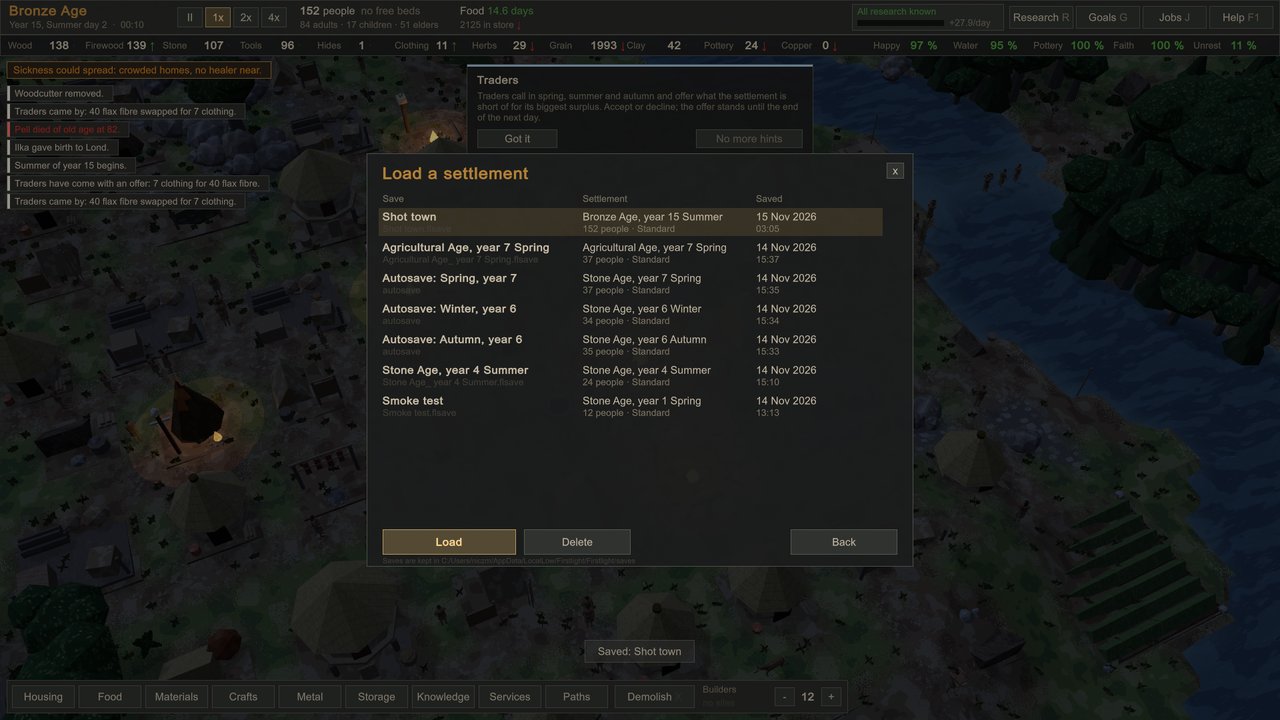 Bronze Age
Year 15, Summer day 2 · 00:10
II 1x 2x 4x
152 people no free beds
84 adults · 17 children · 51 elders
Food 14.6 days
2125 in store ↓
All research known
+27.9/day
Research R
Goals G
Jobs J
Help F1
Wood 138 Firewood 139 ↑ Stone 107 Tools 96 Hides 1 Clothing 11 ↑ Herbs 29 ↓ Grain 1993 ↓ Clay 42 Pottery 24 ↓ Copper 0 ↓ Happy 97 % Water 95 % Pottery 100 % Faith 100 % Unrest 11 %
Sickness could spread: crowded homes, no healer near.
Woodcutter removed.
Traders came by: 40 flax fibre swapped for 7 clothing.
Pell died of old age at 62.
Ilka gave birth to Lond.
Summer of year 15 begins.
Traders have come with an offer: 7 clothing for 40 flax fibre.
Traders came by: 40 flax fibre swapped for 7 clothing.
Traders
Traders call in spring, summer and autumn and offer what the settlement is
short of for its biggest surplus. Accept or decline; the offer stands until the end
of the next day.
Got it
No more hints
Load a settlement
x
Save Settlement Saved
Shot town Bronze Age, year 15 Summer 15 Nov 2026
Shot town.flsave 152 people · Standard 03:05
Agricultural Age, year 7 Spring Agricultural Age, year 7 Spring 14 Nov 2026
Agricultural Age_ year 7 Spring.flsave 37 people · Standard 15:37
Autosave: Spring, year 7 Stone Age, year 7 Spring 14 Nov 2026
autosave 37 people · Standard 15:35
Autosave: Winter, year 6 Stone Age, year 6 Winter 14 Nov 2026
autosave 34 people · Standard 15:34
Autosave: Autumn, year 6 Stone Age, year 6 Autumn 14 Nov 2026
autosave 35 people · Standard 15:33
Stone Age, year 4 Summer Stone Age, year 4 Summer 14 Nov 2026
Stone Age_ year 4 Summer.flsave 24 people · Standard 15:10
Smoke test Stone Age, year 1 Spring 14 Nov 2026
Smoke test.flsave 12 people · Standard 13:13
Load
Delete
Back
Saves are kept in
Saved: Shot town
Housing Food Materials Crafts Metal Storage Knowledge Services Paths Demolish X
Builders
no sites
- 12 +